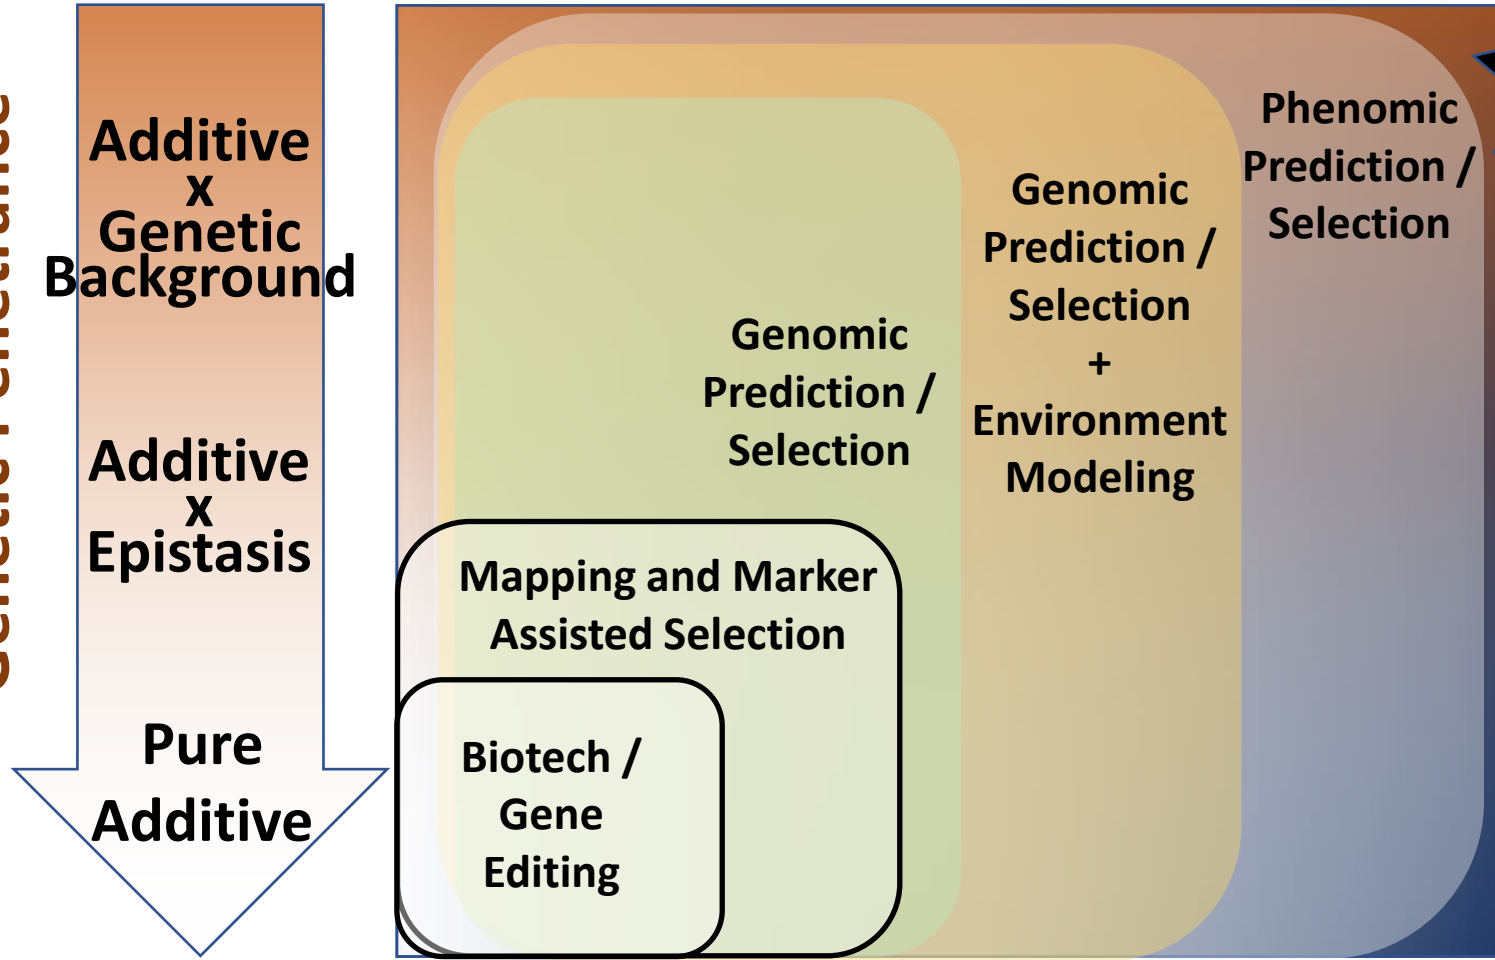 Additive
x
Genetic
Background
Additive
x
Epistasis
Pure
Additive
Phenomic
Prediction /
Selection
Genomic
Prediction /
Selection
+
Environment
Modeling
Genomic
Prediction /
Selection
Mapping and Marker
Assisted Selection
Biotech /
Gene
Editing